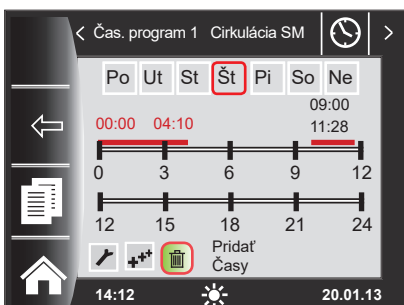 < Čas. program 1 Cirkulácia SM >
Po Ut St Št Pi So Ne
09:00
00:00 04:10 11:28
0 3 6 9 12
12 15 18 21 24
Pridať
Časy
14:12 20.01.13